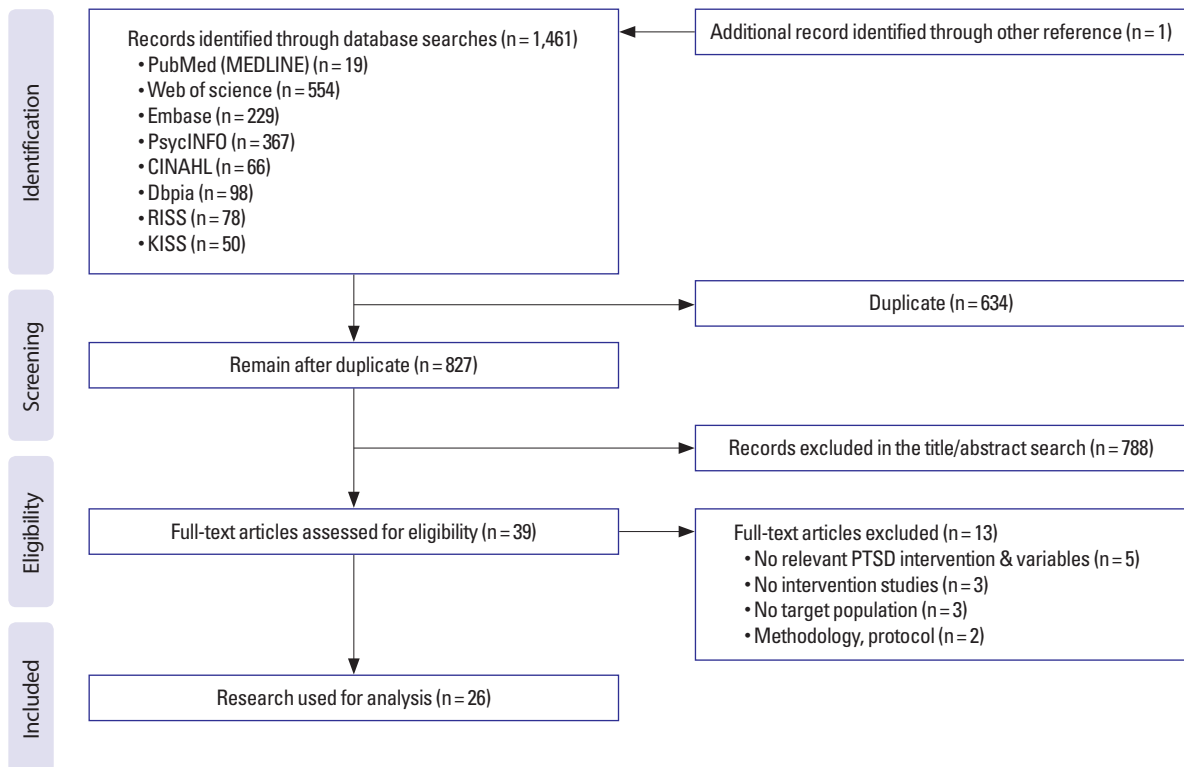 Identification
Records identified through database searches (n = 1,461)
• PubMed (MEDLINE) (n = 19)
• Web of science (n = 554)
• Embase (n = 229)
• PsycINFO (n = 367)
• CINAHL (n = 66)
• Dbpia (n = 98)
• RISS (n = 78)
• KISS (n = 50)
Additional record identified through other reference (n = 1)
Screening
Duplicate (n = 634)
Remain after duplicate (n = 827)
Records excluded in the title/abstract search (n = 788)
Eligibility
Full-text articles assessed for eligibility (n = 39)
Full-text articles excluded (n = 13)
• No relevant PTSD intervention & variables (n = 5)
• No intervention studies (n = 3)
• No target population (n = 3)
• Methodology, protocol (n = 2)
Included
Research used for analysis (n = 26)